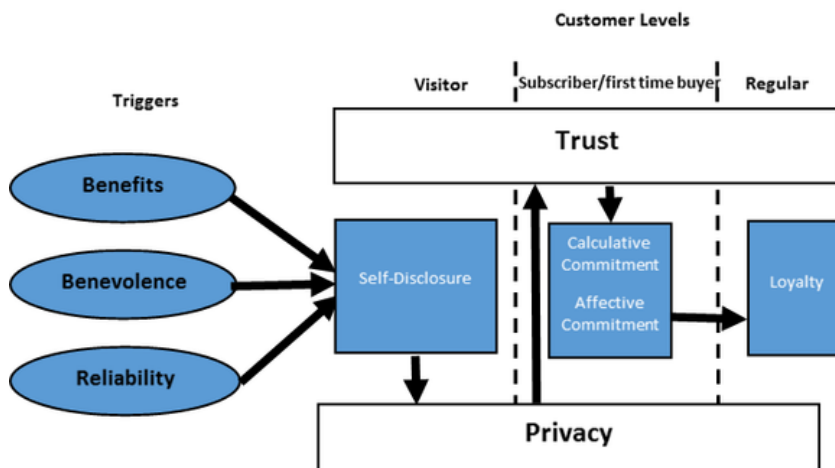 Customer Levels
Triggers
Visitor
Subscriber/first time buyer
Regular
Trust
Benefits
Benevolence
Reliability
Self-Disclosure
Calculative
Commitment
Affective
Commitment
Loyalty
Privacy